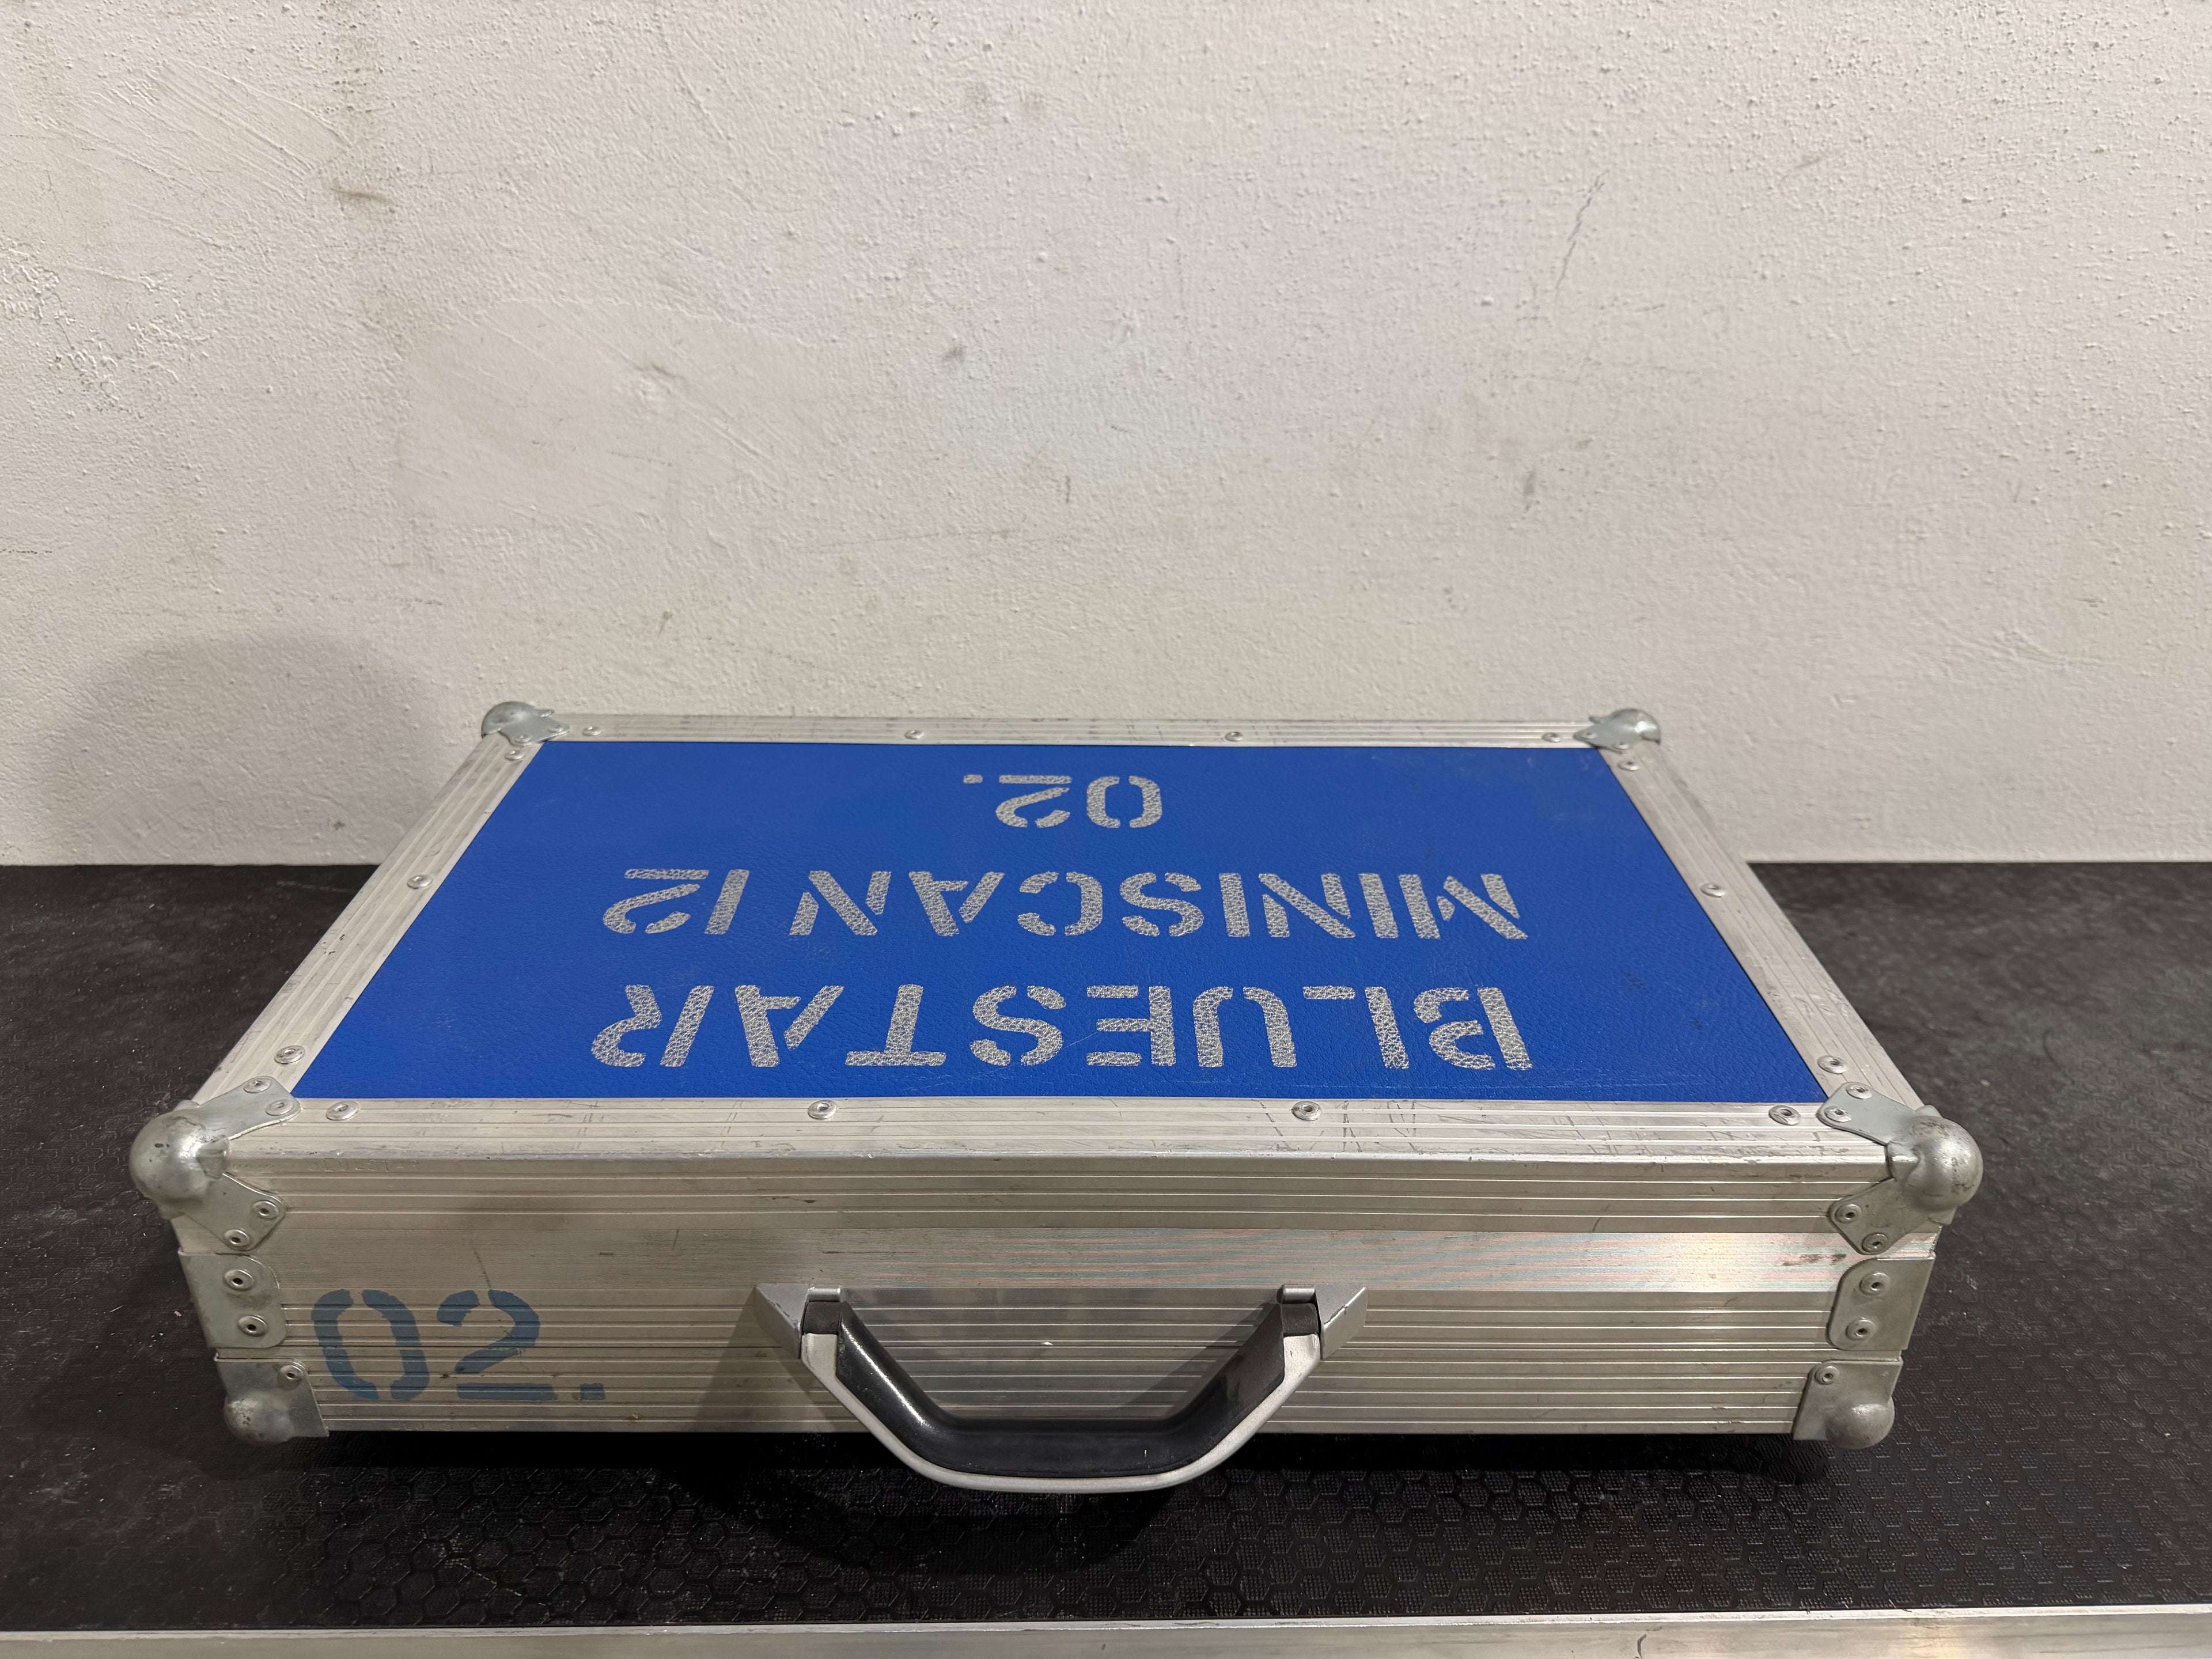 BLUESTAR
MINISCAN 12
02.
02.